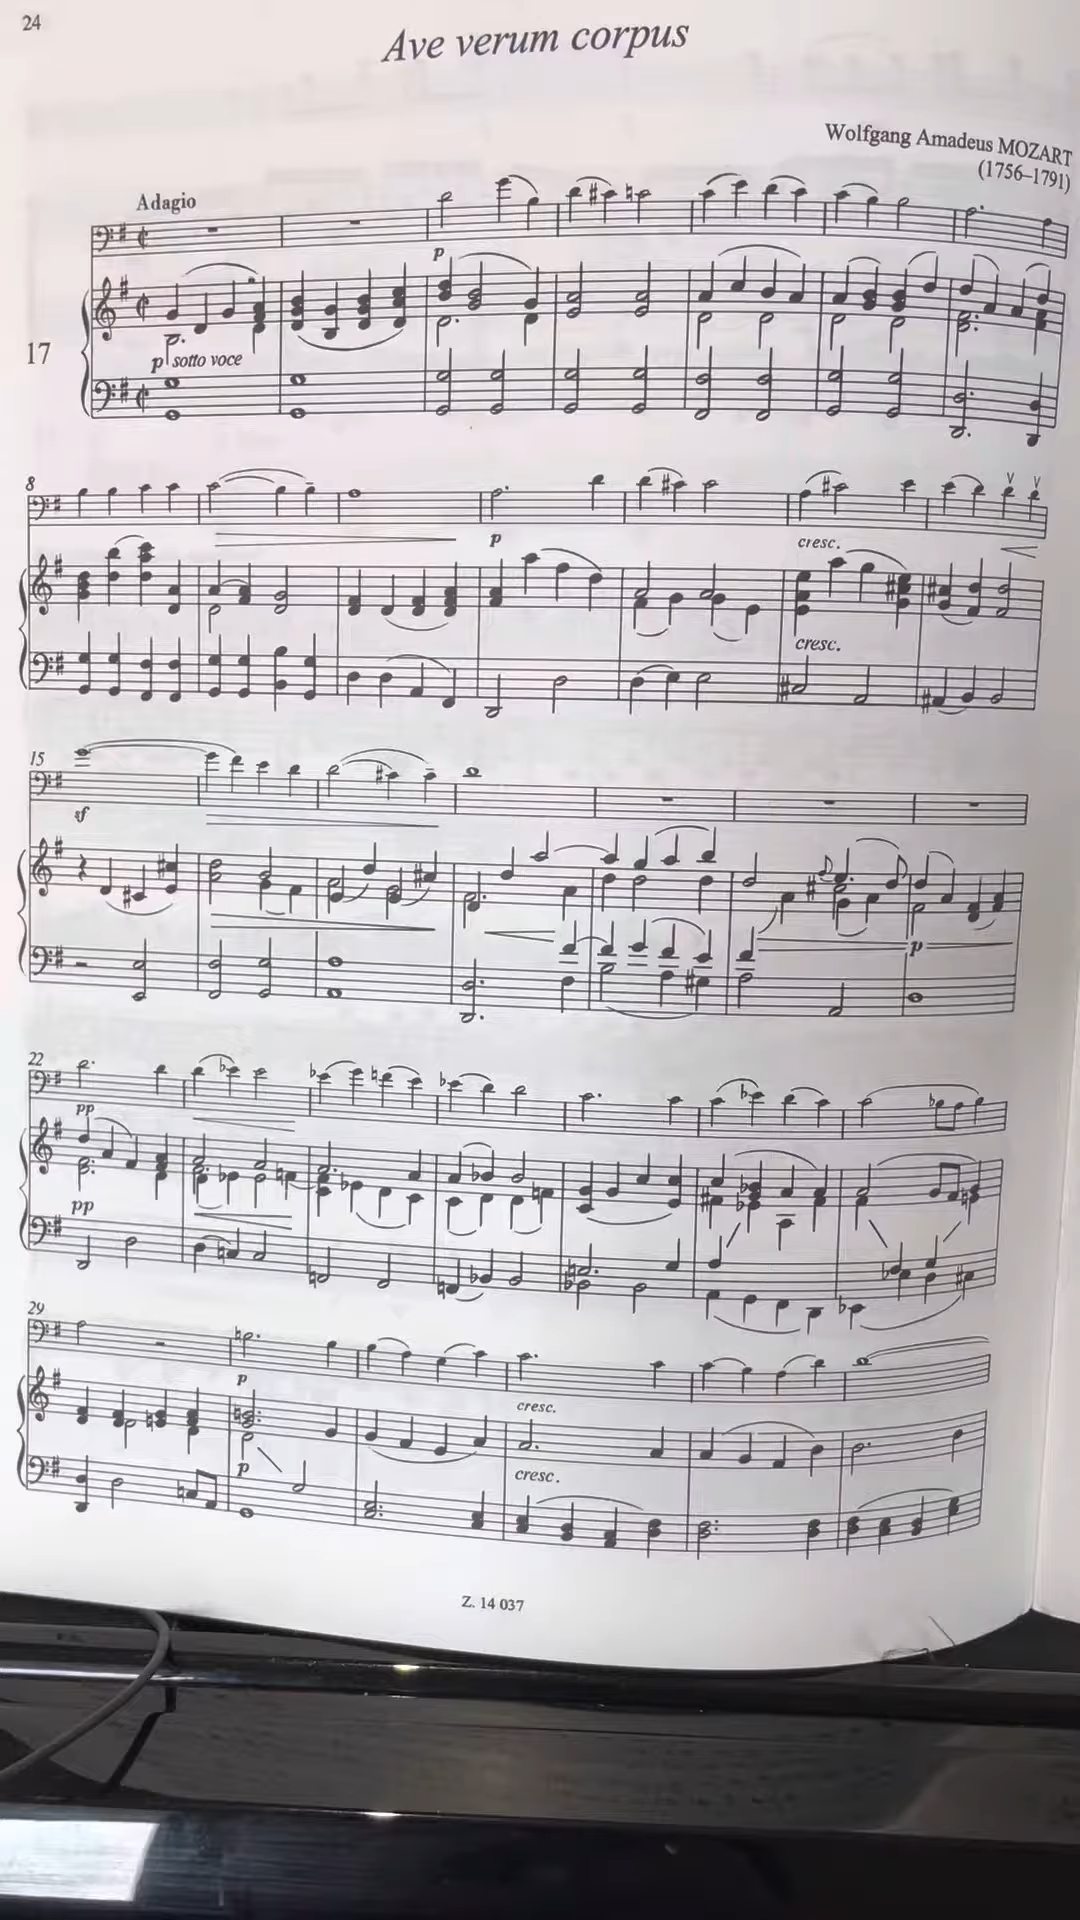 24
Ave verum corpus
Wolfgang Amadeus MOZART
(1756–1791)
Adagio
p
17
p sotto voce
8
p
cresc.
cresc.
15
sf
p
22
pp
pp
29
p
cresc.
p
cresc.
Z. 14 037